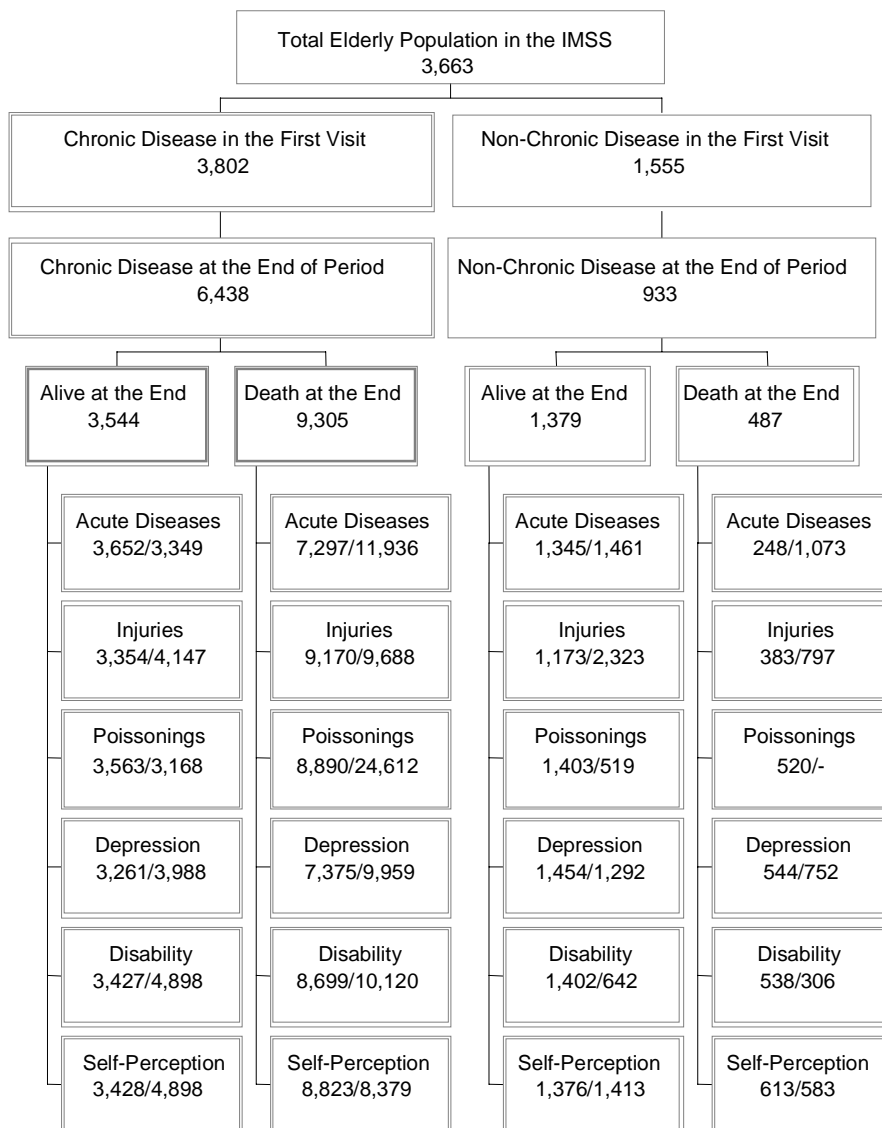 Total Elderly Population in the IMSS
3,663
Chronic Disease in the First Visit
3,802
Non-Chronic Disease in the First Visit
1,555
Chronic Disease at the End of Period
6,438
Non-Chronic Disease at the End of Period
933
Alive at the End
3,544
Death at the End
9,305
Alive at the End
1,379
Death at the End
487
Acute Diseases
3,652/3,349
Acute Diseases
7,297/11,936
Acute Diseases
1,345/1,461
Acute Diseases
248/1,073
Injuries
3,354/4,147
Injuries
9,170/9,688
Injuries
1,173/2,323
Injuries
383/797
Poissonings
3,563/3,168
Poissonings
8,890/24,612
Poissonings
1,403/519
Poissonings
520/-
Depression
3,261/3,988
Depression
7,375/9,959
Depression
1,454/1,292
Depression
544/752
Disability
3,427/4,898
Disability
8,699/10,120
Disability
1,402/642
Disability
538/306
Self-Perception
3,428/4,898
Self-Perception
8,823/8,379
Self-Perception
1,376/1,413
Self-Perception
613/583